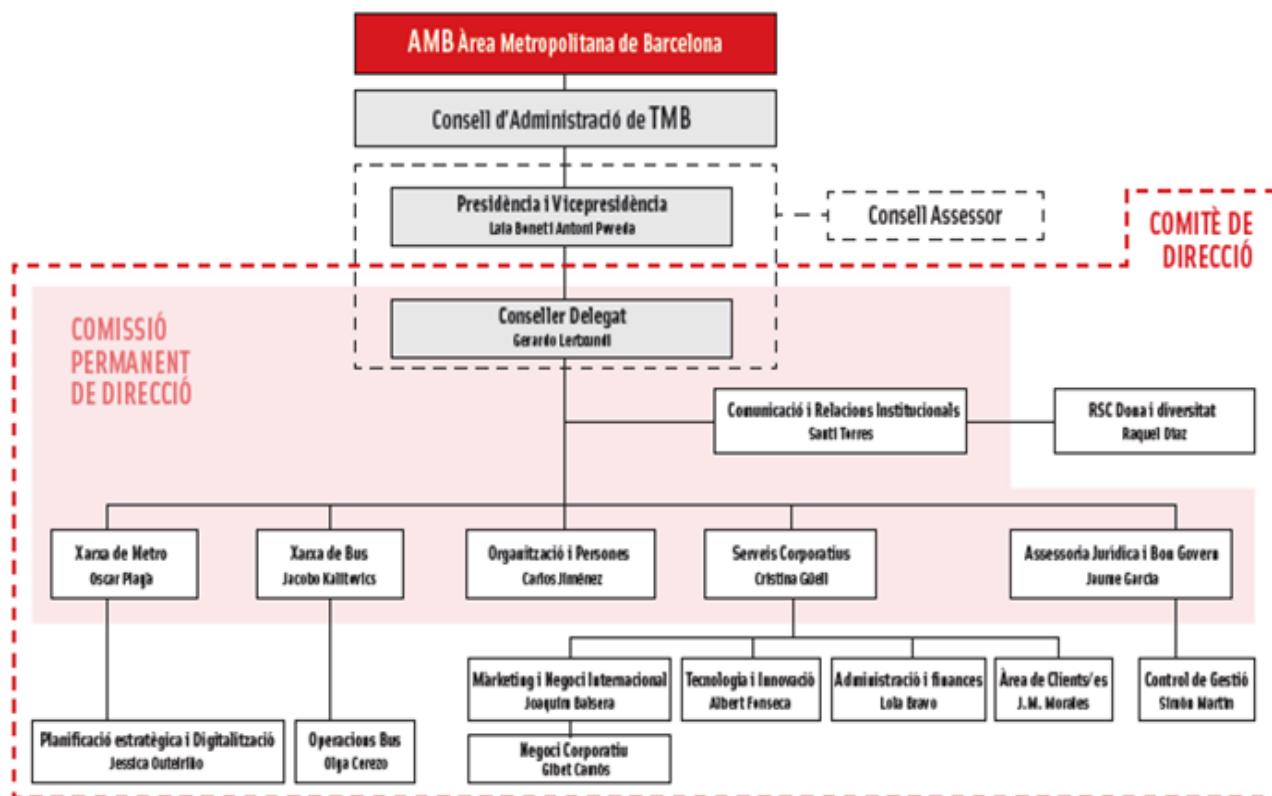 AMB Àrea Metropolitana de Barcelona
Consell d'Administració de TMB
Presidència i Vicepresidència
Laia Bonet i Antoni Poveda
Consell Assessor
COMITÈ DE
DIRECCIÓ
Conseller Delegat
Gerardo Lertxundi
COMISSIÓ
PERMANENT
DE DIRECCIÓ
Comunicació i Relacions Institucionals
Santi Torres
RSC Dona i diversitat
Raquel Díaz
Xarxa de Metro
Oscar Playà
Xarxa de Bus
Jacobo Kalitovics
Organització i Persones
Carlos Jiménez
Serveis Corporatius
Cristina Güell
Assessoria Jurídica i Bon Govern
Jaume Garcia
Màrketing i Negoci Internacional
Joaquim Balsera
Tecnologia i Innovació
Albert Fonseca
Administració i finances
Lola Bravo
Àrea de Clients/es
J.M. Morales
Control de Gestió
Simón Martín
Planificació estratègica i Digitalització
Jessica Outeiriño
Operacions Bus
Olga Cerezo
Negoci Corporatiu
Gibet Camós